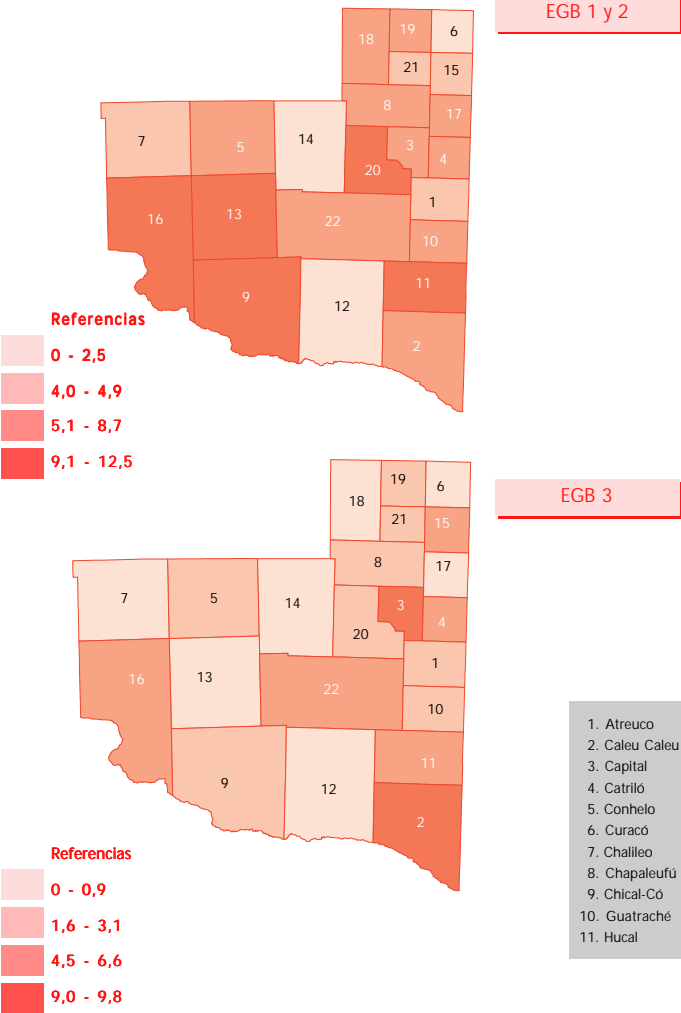 EGB 1 y 2
18
19
6
21
15
8
17
7
5
14
3
4
20
1
16
13
22
10
9
12
11
2
Referencias
0 - 2,5
4,0 - 4,9
5,1 - 8,7
9,1 - 12,5
EGB 3
18
19
6
21
15
8
17
7
5
14
3
4
20
1
16
13
22
10
9
12
11
2
1. Atreuco
2. Caleu Caleu
3. Capital
4. Catriló
5. Conhelo
6. Curacó
7. Chalileo
8. Chapaleufú
9. Chical-Có
10. Guatraché
11. Hucal
Referencias
0 - 0,9
1,6 - 3,1
4,5 - 6,6
9,0 - 9,8